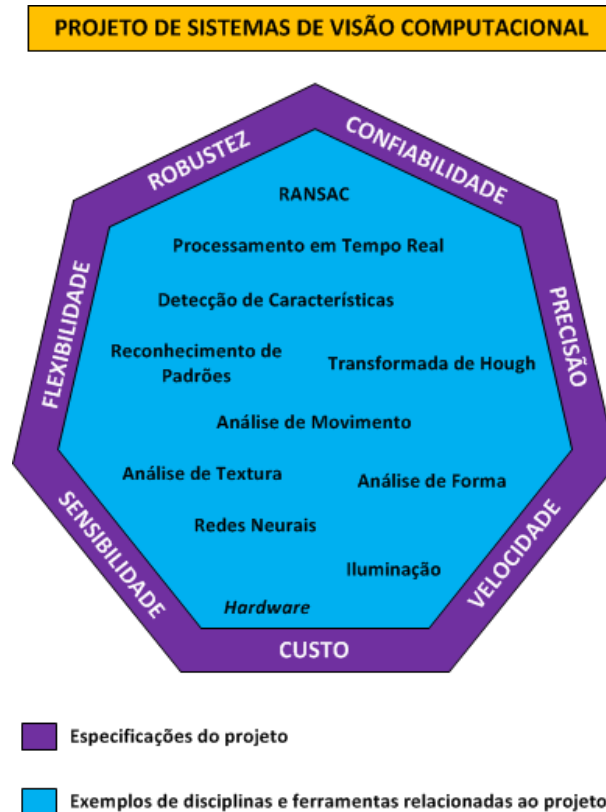 PROJETO DE SISTEMAS DE VISÃO COMPUTACIONAL
ROBUSTEZ
CONFIABILIDADE
RANSAC
Processamento em Tempo Real
Detecção de Características
FLEXIBILIDADE
PRECISÃO
Reconhecimento de
Padrões
Transformada de Hough
Análise de Movimento
Análise de Textura
Análise de Forma
SENSIBILIDADE
VELOCIDADE
Redes Neurais
Iluminação
Hardware
CUSTO
Especificações do projeto
Exemplos de disciplinas e ferramentas relacionadas ao projeto